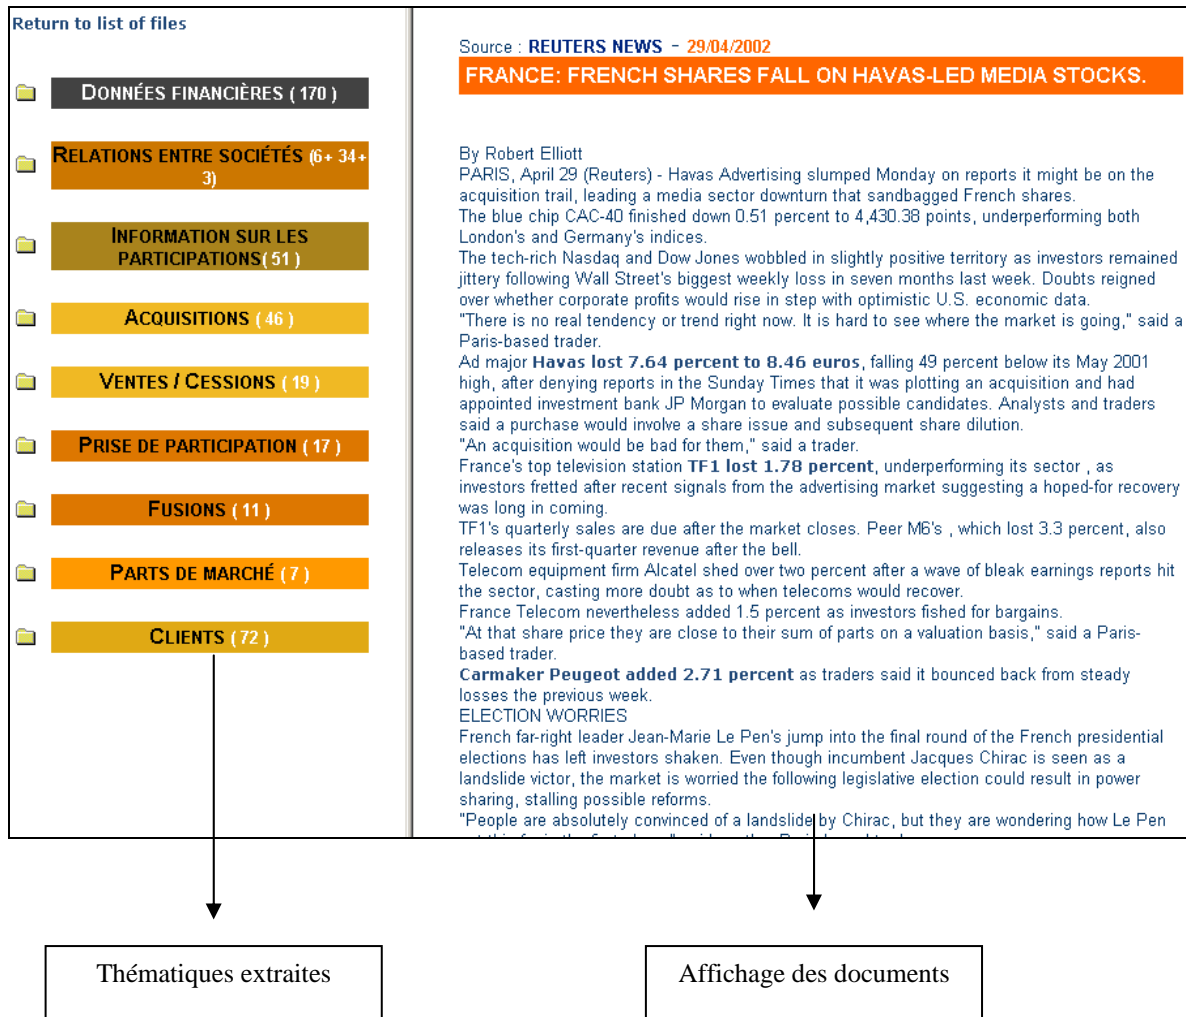 Return to list of files
DONNÉES FINANCIÈRES ( 170 )
RELATIONS ENTRE SOCIÉTÉS (6+ 34+
3)
INFORMATION SUR LES
PARTICIPATIONS( 51 )
ACQUISITIONS ( 46 )
VENTES / CESSIONS ( 19 )
PRISE DE PARTICIPATION ( 17 )
FUSIONS ( 11 )
PARTS DE MARCHÉ ( 7 )
CLIENTS ( 72 )
Source : REUTERS NEWS - 29/04/2002
FRANCE: FRENCH SHARES FALL ON HAVAS-LED MEDIA STOCKS.
By Robert Elliott
PARIS, April 29 (Reuters) - Havas Advertising slumped Monday on reports it might be on the
acquisition trail, leading a media sector downturn that sandbagged French shares.
The blue chip CAC-40 finished down 0.51 percent to 4,430.38 points, underperforming both
London's and Germany's indices.
The tech-rich Nasdaq and Dow Jones wobbled in slightly positive territory as investors remained
jittery following Wall Street's biggest weekly loss in seven months last week. Doubts reigned
over whether corporate profits would rise in step with optimistic U.S. economic data.
"There is no real tendency or trend right now. It is hard to see where the market is going," said a
Paris-based trader.
Ad major Havas lost 7.64 percent to 8.46 euros, falling 49 percent below its May 2001
high, after denying reports in the Sunday Times that it was plotting an acquisition and had
appointed investment bank JP Morgan to evaluate possible candidates. Analysts and traders
said a purchase would involve a share issue and subsequent share dilution.
"An acquisition would be bad for them," said a trader.
France's top television station TF1 lost 1.78 percent, underperforming its sector , as
investors fretted after recent signals from the advertising market suggesting a hoped-for recovery
was long in coming.
TF1's quarterly sales are due after the market closes. Peer M6's , which lost 3.3 percent, also
releases its first-quarter revenue after the bell.
Telecom equipment firm Alcatel shed over two percent after a wave of bleak earnings reports hit
the sector, casting more doubt as to when telecoms would recover.
France Telecom nevertheless added 1.5 percent as investors fished for bargains.
"At that share price they are close to their sum of parts on a valuation basis," said a Paris-
based trader.
Carmaker Peugeot added 2.71 percent as traders said it bounced back from steady
losses the previous week.
ELECTION WORRIES
French far-right leader Jean-Marie Le Pen's jump into the final round of the French presidential
elections has left investors shaken. Even though incumbent Jacques Chirac is seen as a
landslide victor, the market is worried the following legislative election could result in power
sharing, stalling possible reforms.
"People are absolutely convinced of a landslide by Chirac, but they are wondering how Le Pen
Thématiques extraites
Affichage des documents